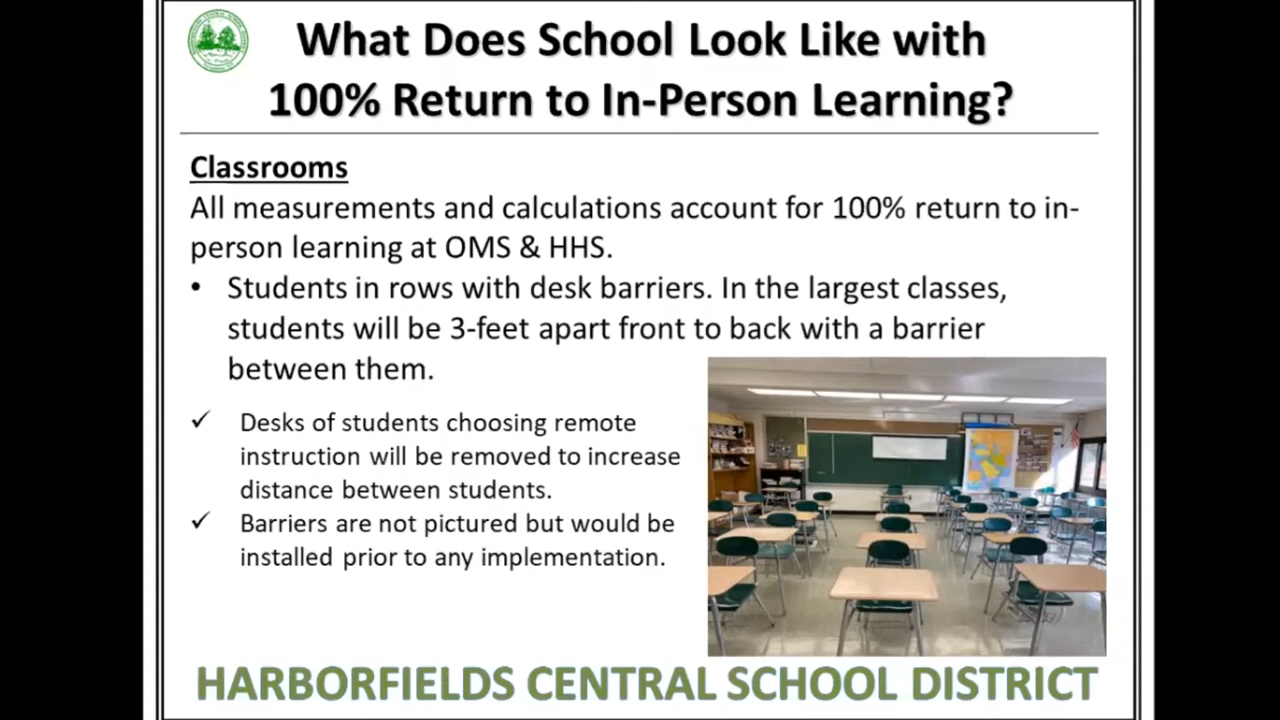 What Does School Look Like with
100% Return to In-Person Learning?
Classrooms
All measurements and calculations account for 100% return to in-
person learning at OMS & HHS.
• Students in rows with desk barriers. In the largest classes,
students will be 3-feet apart front to back with a barrier
between them.
✓ Desks of students choosing remote
instruction will be removed to increase
distance between students.
✓ Barriers are not pictured but would be
installed prior to any implementation.
HARBORFIELDS CENTRAL SCHOOL DISTRICT